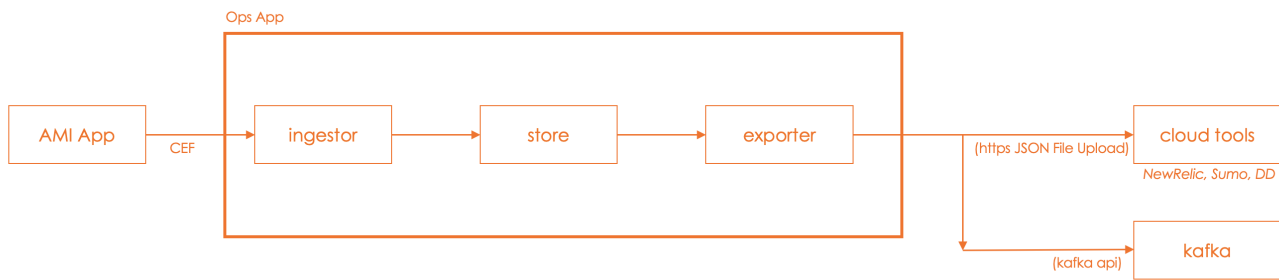 Ops App
AMI App
CEF
ingestor
store
exporter
(https JSON File Upload)
cloud tools
NewRelic, Sumo, DD
(kafka api)
kafka